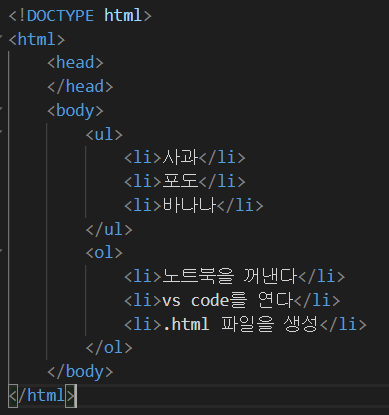 <!DOCTYPE html>
<html>
    <head>
    </head>
    <body>
        <ul>
            <li>사과</li>
            <li>포도</li>
            <li>바나나</li>
        </ul>
        <ol>
            <li>노트북을 꺼낸다</li>
            <li>vs code를 연다</li>
            <li>.html 파일을 생성</li>
        </ol>
    </body>
</html>